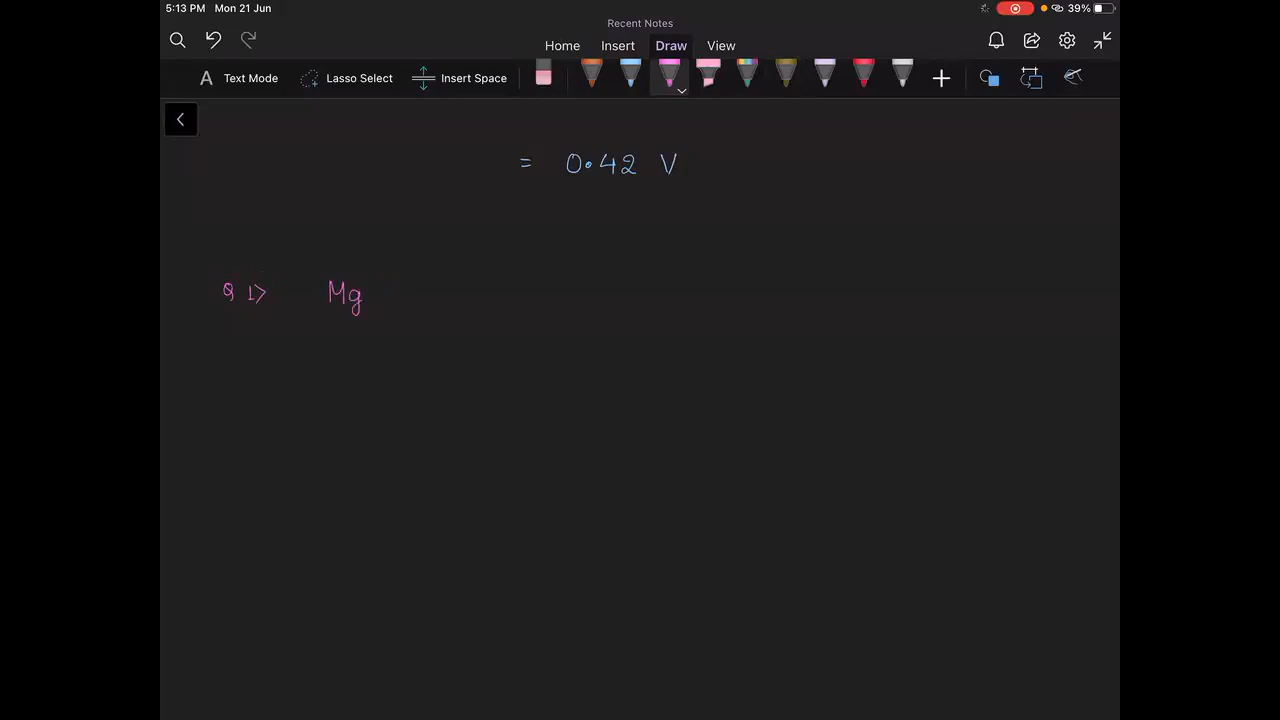 5:13 PM Mon 21 Jun 39%
Recent Notes
Home Insert Draw View
A Text Mode Lasso Select Insert Space
= 0.42 V
Q 1> Mg